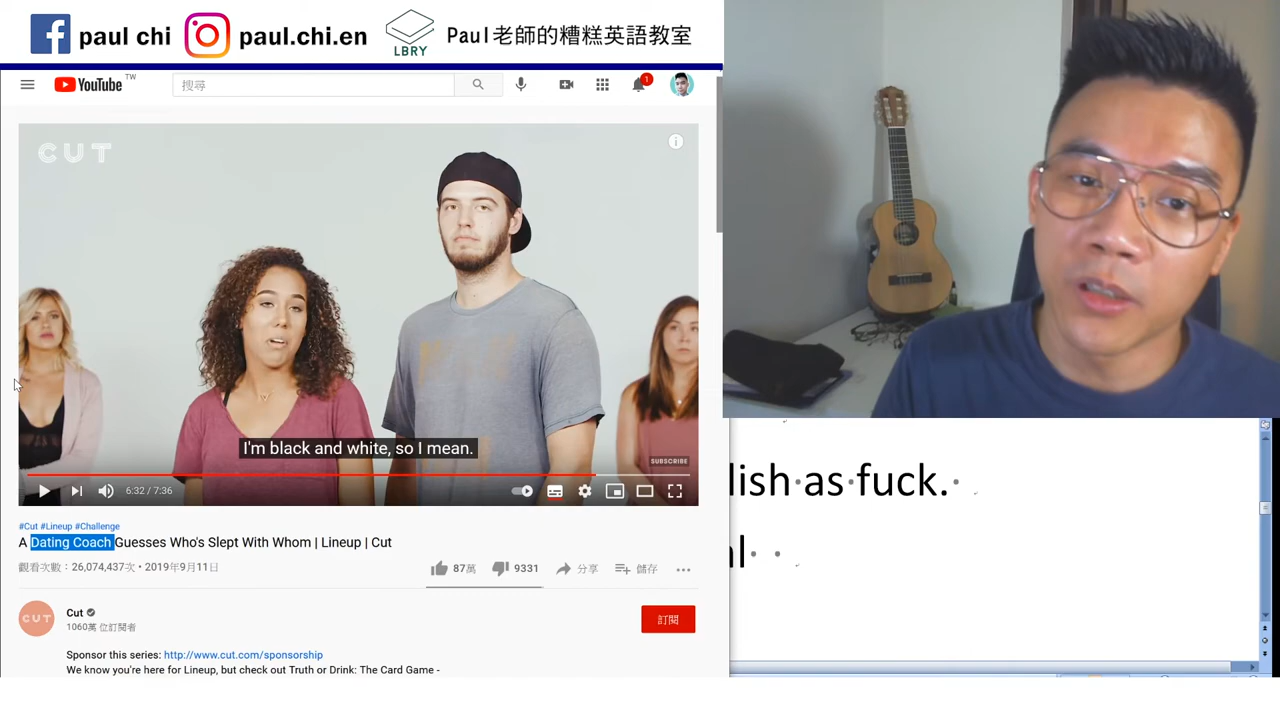 paul chi
paul.chi.en
LBRY
Paul老師的糟糕英語教室
YouTube TW
搜尋
1
CUT
I'm black and white, so I mean.
SUBSCRIBE
6:32 / 7:36
#Cut #Lineup #Challenge
A Dating Coach Guesses Who's Slept With Whom | Lineup | Cut
觀看次數：26,074,437次 • 2019年9月11日
87萬
9331
分享
儲存
CUT
Cut
1060萬 位訂閱者
訂閱
Sponsor this series: http://www.cut.com/sponsorship
We know you're here for Lineup, but check out Truth or Drink: The Card Game -
lish as fuck.
al